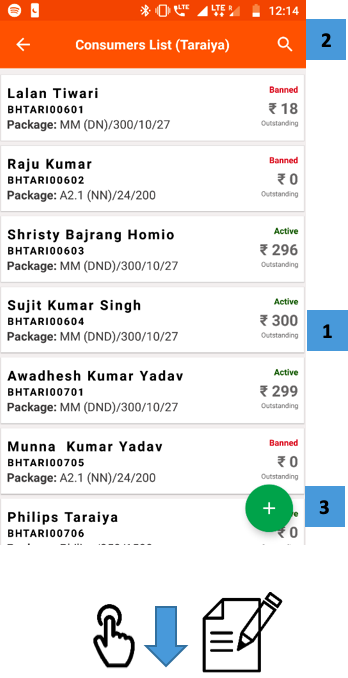 LTE LTE R 12:14
Consumers List (Taraiya)
2
Lalan Tiwari
Banned
BHTARI00601
₹ 18
Package: MM (DN)/300/10/27
Outstanding
Raju Kumar
Banned
BHTARI00602
₹ 0
Package: A2.1 (NN)/24/200
Outstanding
Shristy Bajrang Homio
Active
BHTARI00603
₹ 296
Package: MM (DND)/300/10/27
Outstanding
Sujit Kumar Singh
Active
BHTARI00604
₹ 300
1
Package: MM (DND)/300/10/27
Outstanding
Awadhesh Kumar Yadav
Active
BHTARI00701
₹ 299
Package: MM (DND)/300/10/27
Outstanding
Munna Kumar Yadav
Banned
BHTARI00705
₹ 0
Package: A2.1 (NN)/24/200
Outstanding
3
Philips Taraiya
BHTARI00706
₹ 0